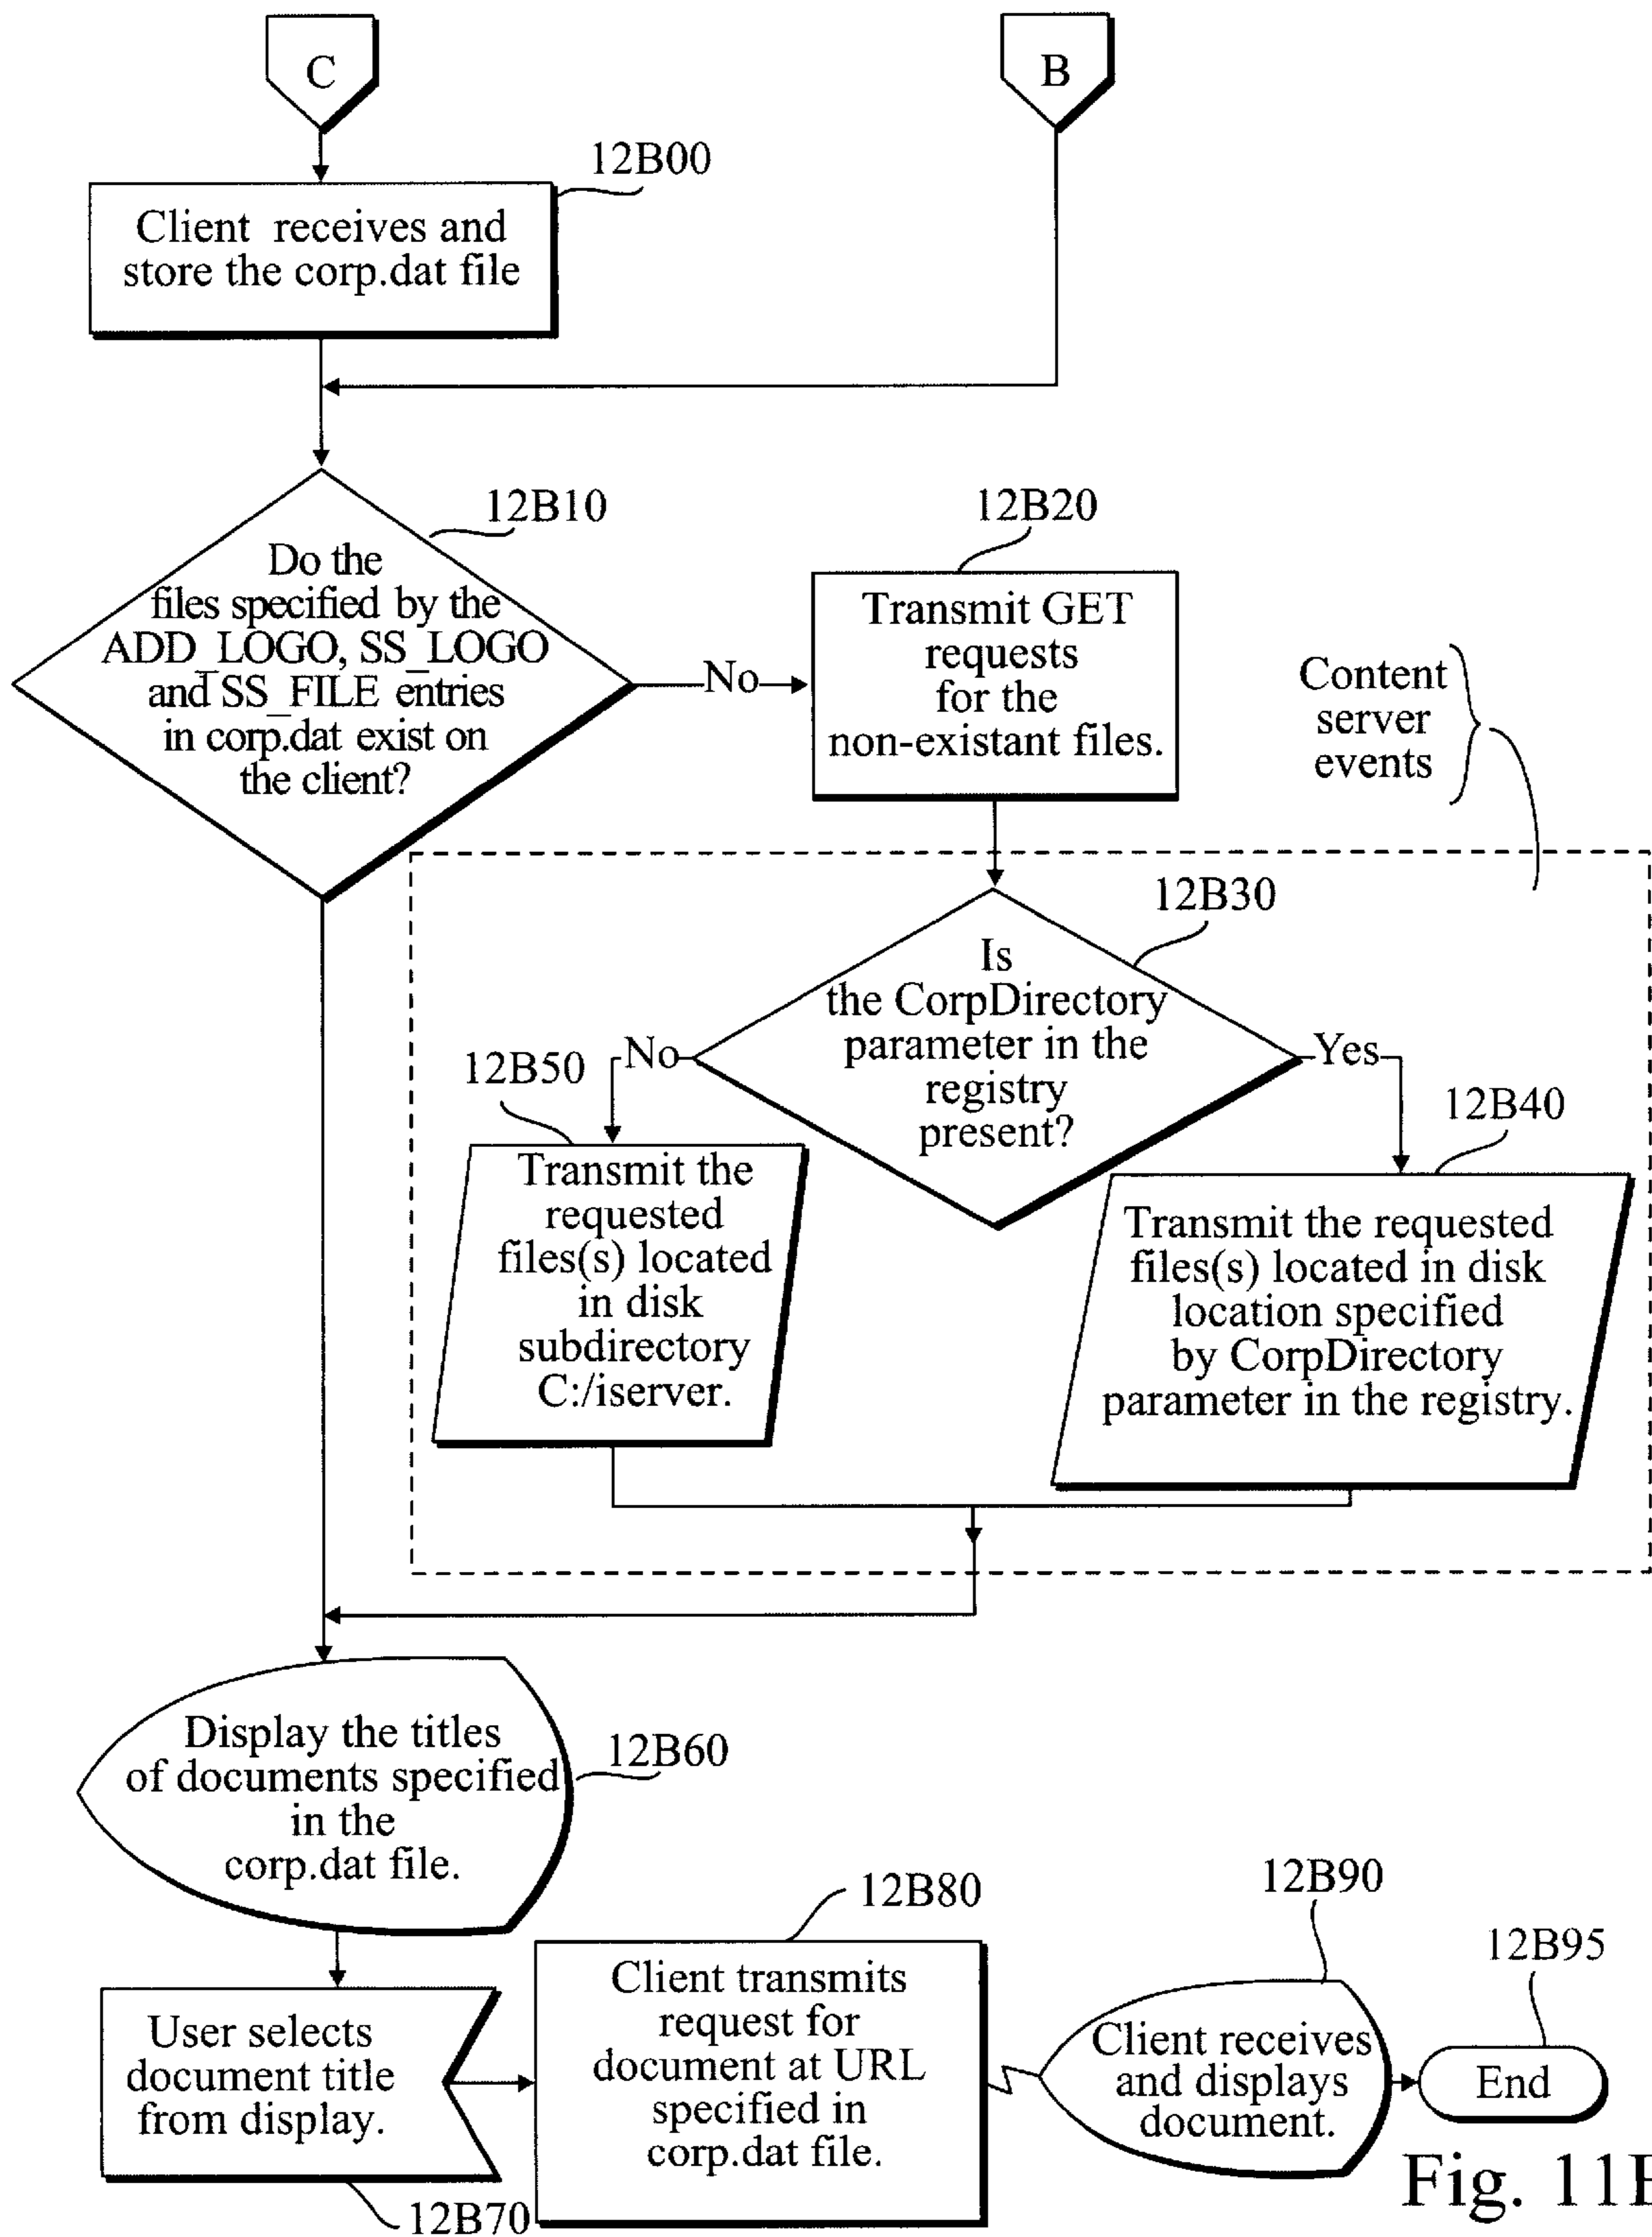 C
B
12B00
Client receives and
store the corp.dat file
12B10
Do the
files specified by the
ADD_LOGO, SS_LOGO
and SS_FILE entries
in corp.dat exist on
the client?
No
12B20
Transmit GET
requests
for the
non-existant files.
Content
server
events
12B30
Is
the CorpDirectory
parameter in the
registry
present?
No
Yes
12B50
Transmit the
requested
files(s) located
in disk
subdirectory
C:/iserver.
12B40
Transmit the requested
files(s) located in disk
location specified
by CorpDirectory
parameter in the registry.
Display the titles
of documents specified
in the
corp.dat file.
12B60
User selects
document title
from display.
12B70
12B80
Client transmits
request for
document at URL
specified in
corp.dat file.
12B90
Client receives
and displays
document.
12B95
End
Fig. 11